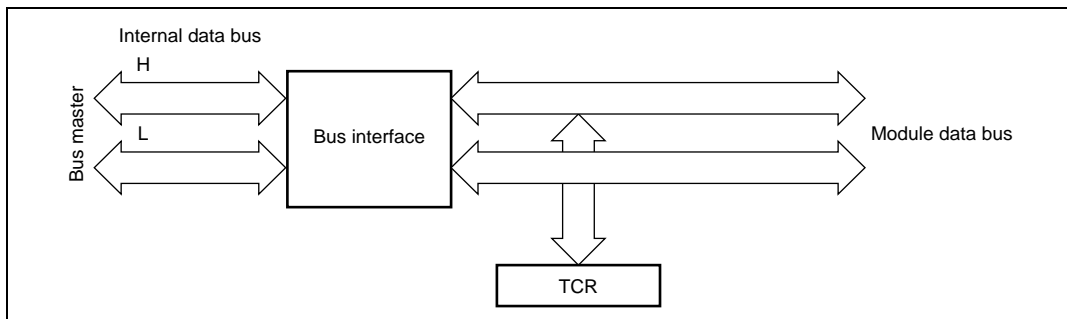 Internal data bus
H
Bus master
L
Bus interface
Module data bus
TCR